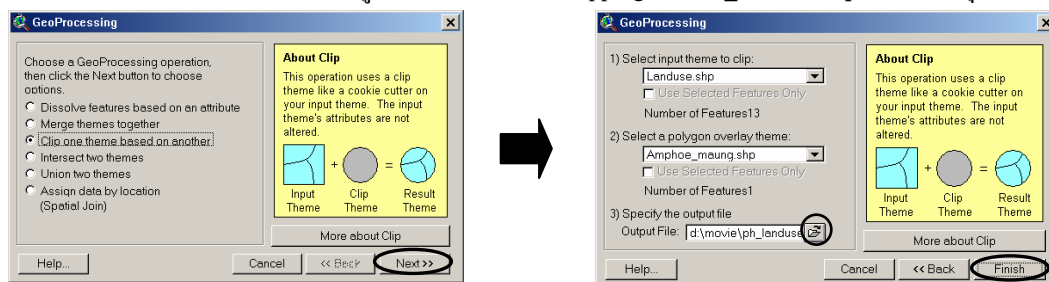 GeoProcessing
Choose a GeoProcessing operation,
then click the Next button to choose
options.
Dissolve features based on an attribute
Merge themes together
Clip one theme based on another
Intersect two themes
Union two themes
Assign data by location
(Spatial Join)
About Clip
This operation uses a clip
theme like a cookie cutter on
your input theme. The input
theme's attributes are not
altered.
+ =
Input Clip Result
Theme Theme Theme
More about Clip
Help... Cancel << Back Next >>
GeoProcessing
1) Select input theme to clip:
Landuse.shp
Use Selected Features Only
Number of Features13
2) Select a polygon overlay theme:
Amphoe_maung.shp
Use Selected Features Only
Number of Features1
3) Specify the output file
Output File: d:\movie\ph_landuse
About Clip
This operation uses a clip
theme like a cookie cutter on
your input theme. The input
theme's attributes are not
altered.
+ =
Input Clip Result
Theme Theme Theme
More about Clip
Help... Cancel << Back Finish